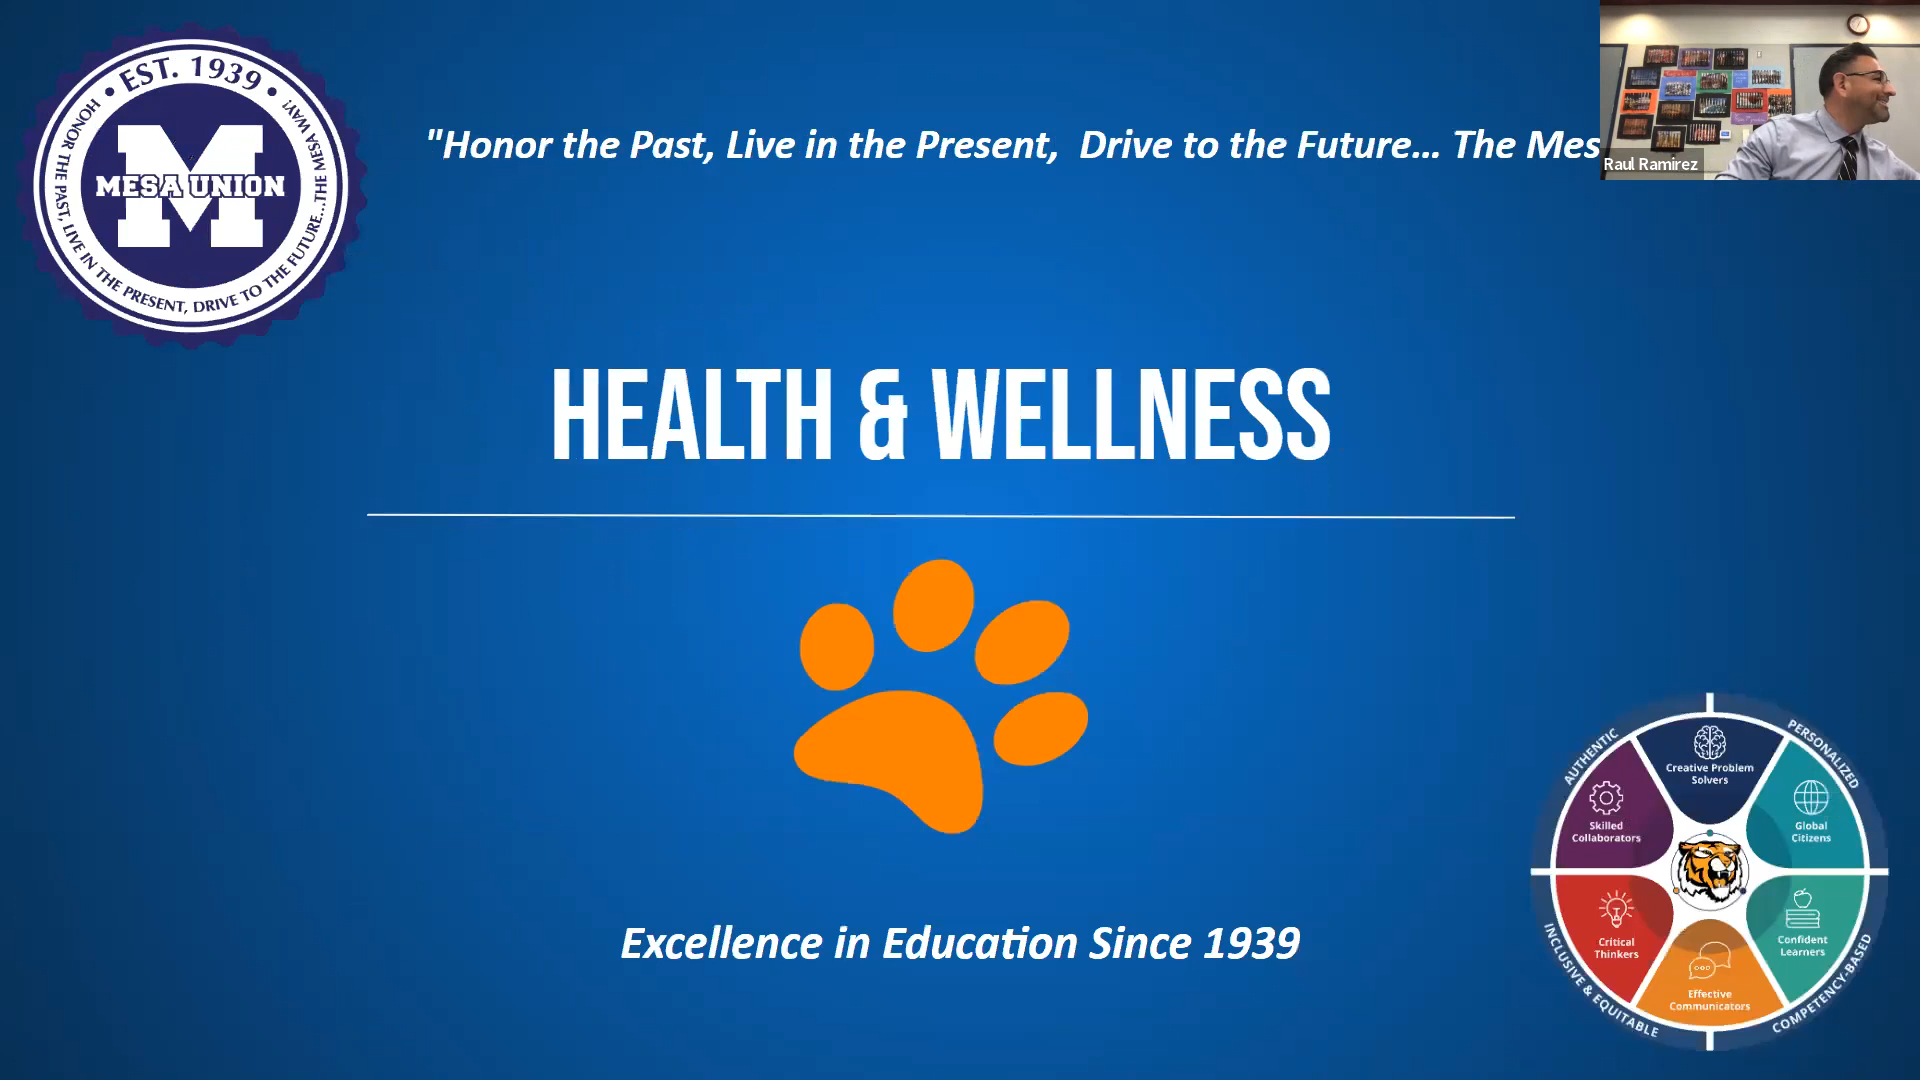 • EST. 1939 •
HONOR THE PAST, LIVE IN THE PRESENT, DRIVE TO THE FUTURE...THE MESA WAY!
M
MESA UNION
"Honor the Past, Live in the Present,  Drive to the Future... The Mes
Raul Ramirez
HEALTH & WELLNESS
AUTHENTIC
PERSONALIZED
Creative Problem
Solvers
Skilled
Collaborators
Global
Citizens
Critical
Thinkers
Confident
Learners
Effective
Communicators
INCLUSIVE & EQUITABLE
COMPETENCY-BASED
Excellence in Education Since 1939